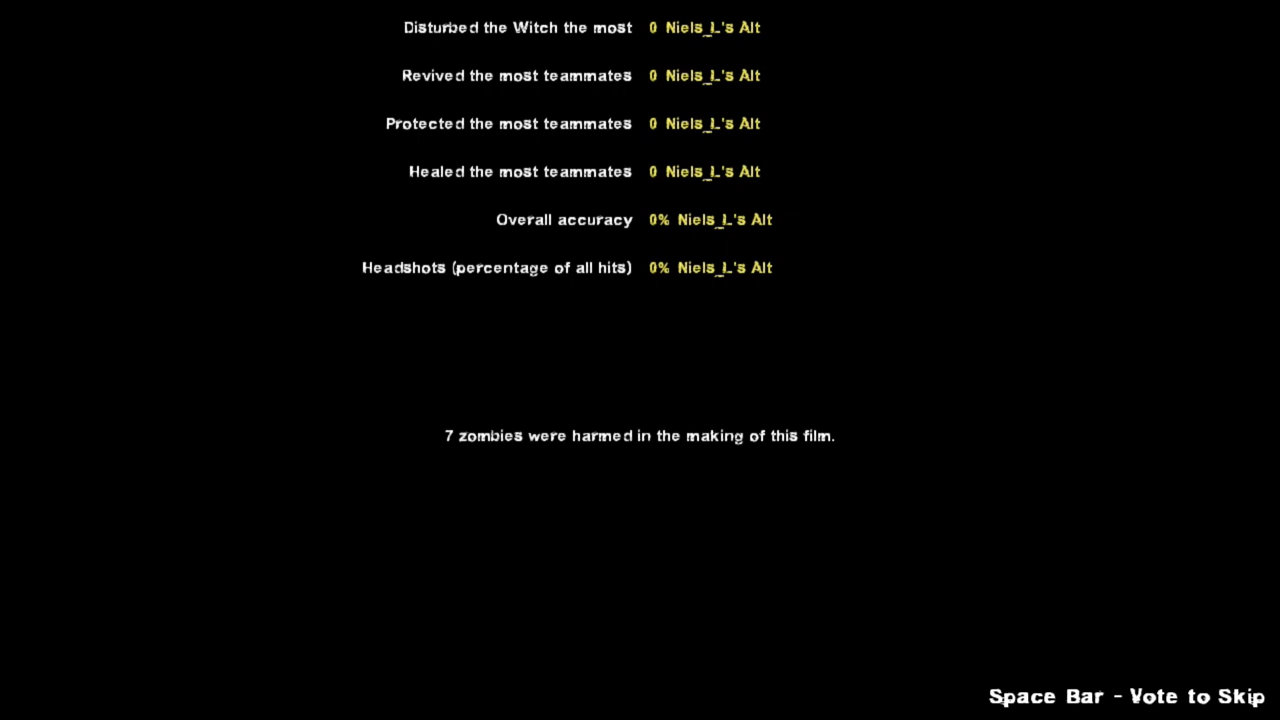 Disturbed the Witch the most 0 Niels_L's Alt
Revived the most teammates 0 Niels_L's Alt
Protected the most teammates 0 Niels_L's Alt
Healed the most teammates 0 Niels_L's Alt
Overall accuracy 0% Niels_L's Alt
Headshots (percentage of all hits) 0% Niels_L's Alt
7 zombies were harmed in the making of this film.
Space Bar - Vote to Skip